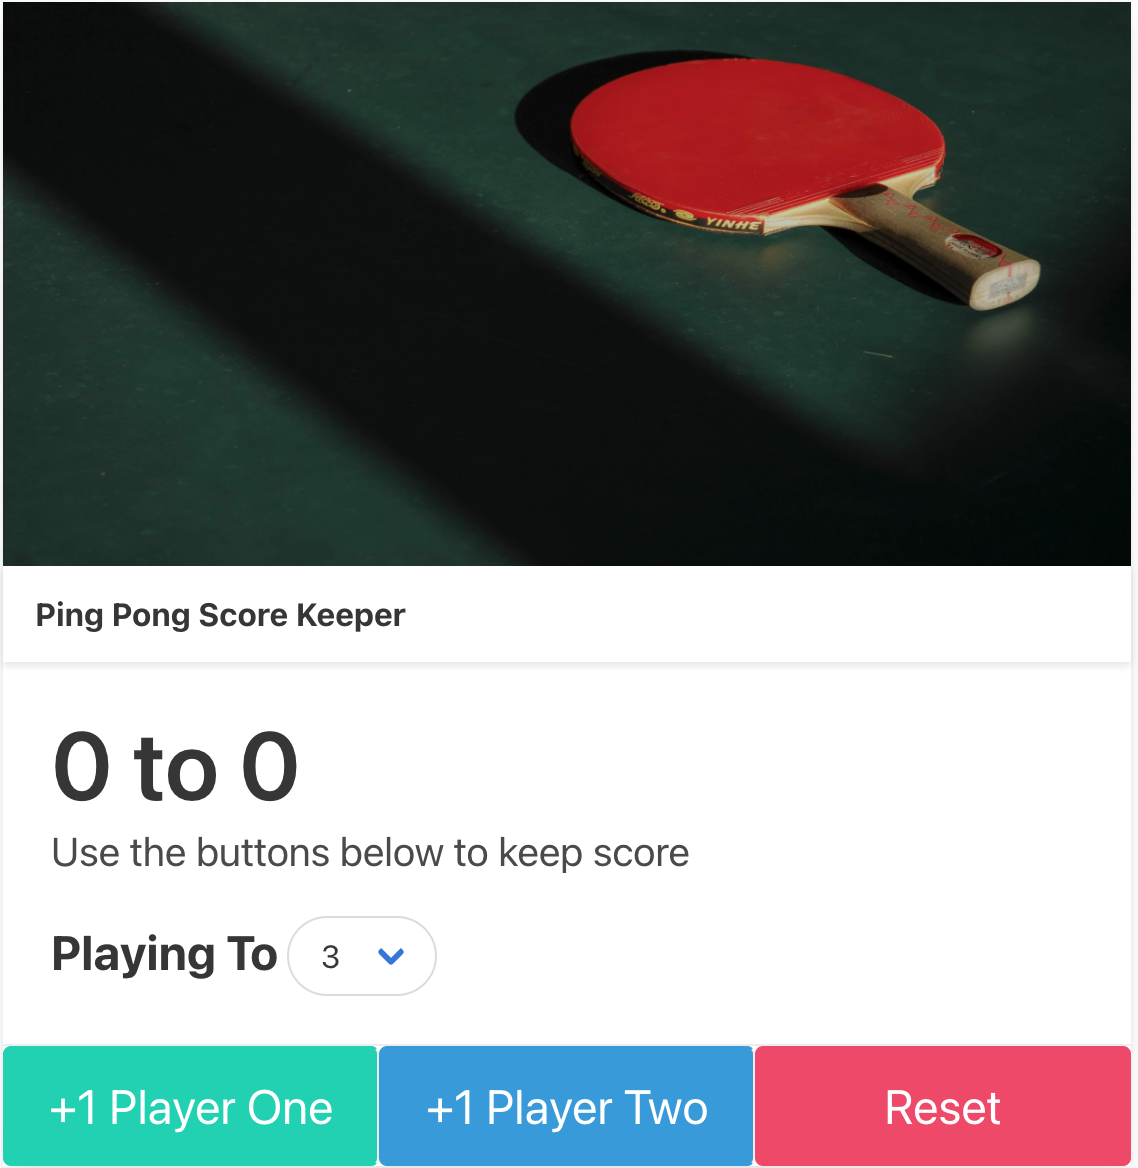 YINHE
Ping Pong Score Keeper
0 to 0
Use the buttons below to keep score
Playing To 3
+1 Player One +1 Player Two Reset